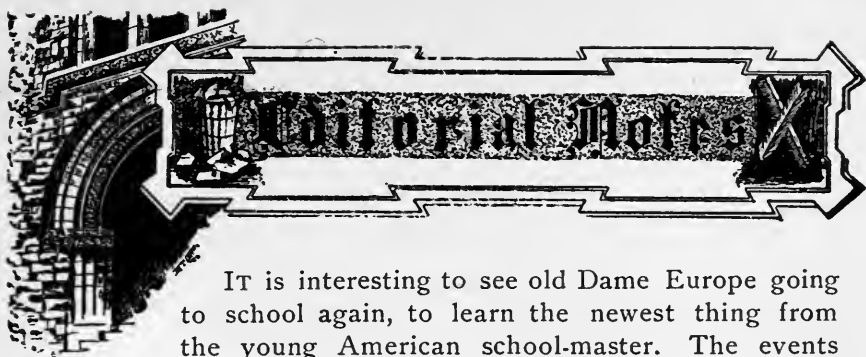 Editorial Notes
IT is interesting to see old Dame Europe going
to school again, to learn the newest thing from
the young American school-master. The events